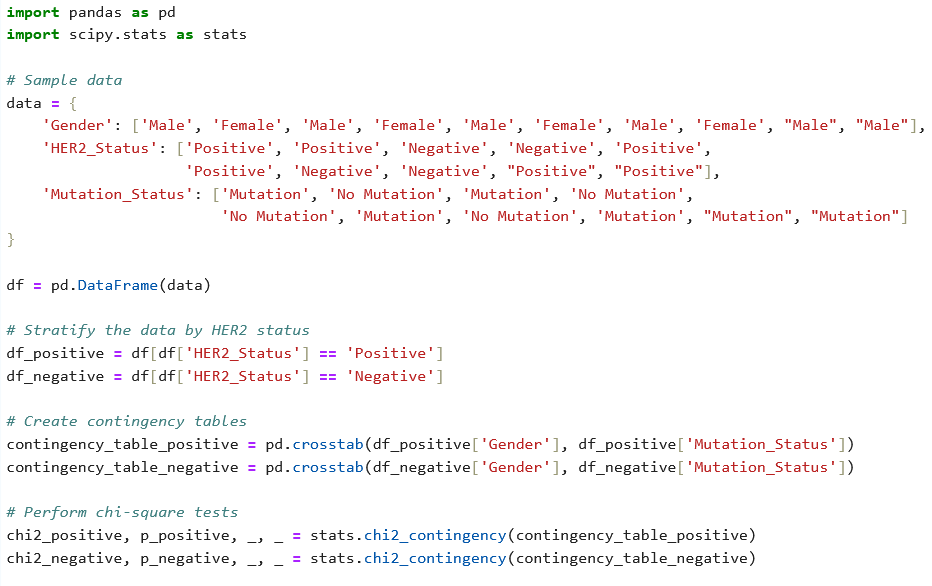 import pandas as pd
import scipy.stats as stats
# Sample data
data = {
'Gender': ['Male', 'Female', 'Male', 'Female', 'Male', 'Female', 'Male', 'Female', "Male", "Male"],
'HER2_Status': ['Positive', 'Positive', 'Negative', 'Negative', 'Positive',
'Positive', 'Negative', 'Negative', "Positive", "Positive"],
'Mutation_Status': ['Mutation', 'No Mutation', 'Mutation', 'No Mutation',
'No Mutation', 'Mutation', 'No Mutation', 'Mutation', "Mutation", "Mutation"]
}
df = pd.DataFrame(data)
# Stratify the data by HER2 status
df_positive = df[df['HER2_Status'] == 'Positive']
df_negative = df[df['HER2_Status'] == 'Negative']
# Create contingency tables
contingency_table_positive = pd.crosstab(df_positive['Gender'], df_positive['Mutation_Status'])
contingency_table_negative = pd.crosstab(df_negative['Gender'], df_negative['Mutation_Status'])
# Perform chi-square tests
chi2_positive, p_positive, _, _ = stats.chi2_contingency(contingency_table_positive)
chi2_negative, p_negative, _, _ = stats.chi2_contingency(contingency_table_negative)